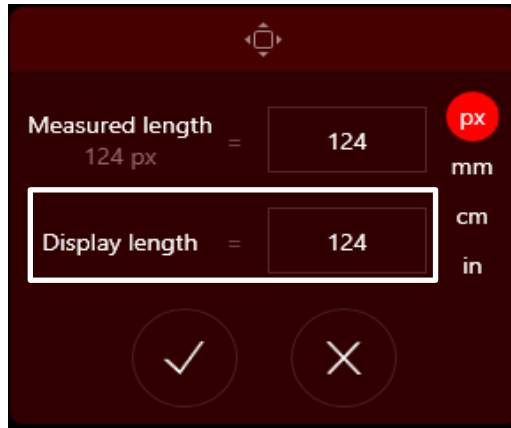 Measured length = 124
124 px
Display length = 124
px
mm
cm
in